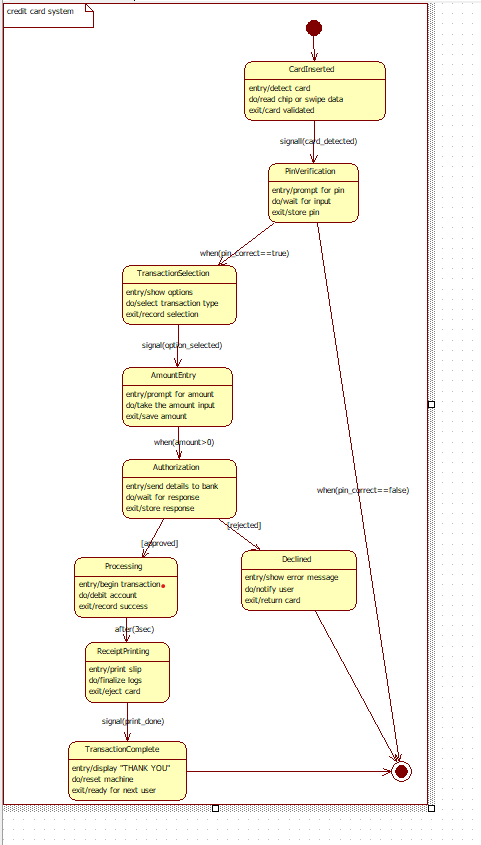 credit card system
CardInserted
entry/detect card
do/read chip or swipe data
exit/card validated
signall(card_detected)
PinVerification
entry/prompt for pin
do/wait for input
exit/store pin
when(pin_correct==true)
TransactionSelection
entry/show options
do/select transaction type
exit/record selection
signal(option_selected)
AmountEntry
entry/prompt for amount
do/take the amount input
exit/save amount
when(amount>0)
Authorization
entry/send details to bank
do/wait for response
exit/store response
when(pin_correct==false)
[approved]
[rejected]
Processing
entry/begin transaction
do/debit account
exit/record success
Declined
entry/show error message
do/notify user
exit/return card
after(3sec)
ReceiptPrinting
entry/print slip
do/finalize logs
exit/eject card
signal(print_done)
TransactionComplete
entry/display "THANK YOU"
do/reset machine
exit/ready for next user